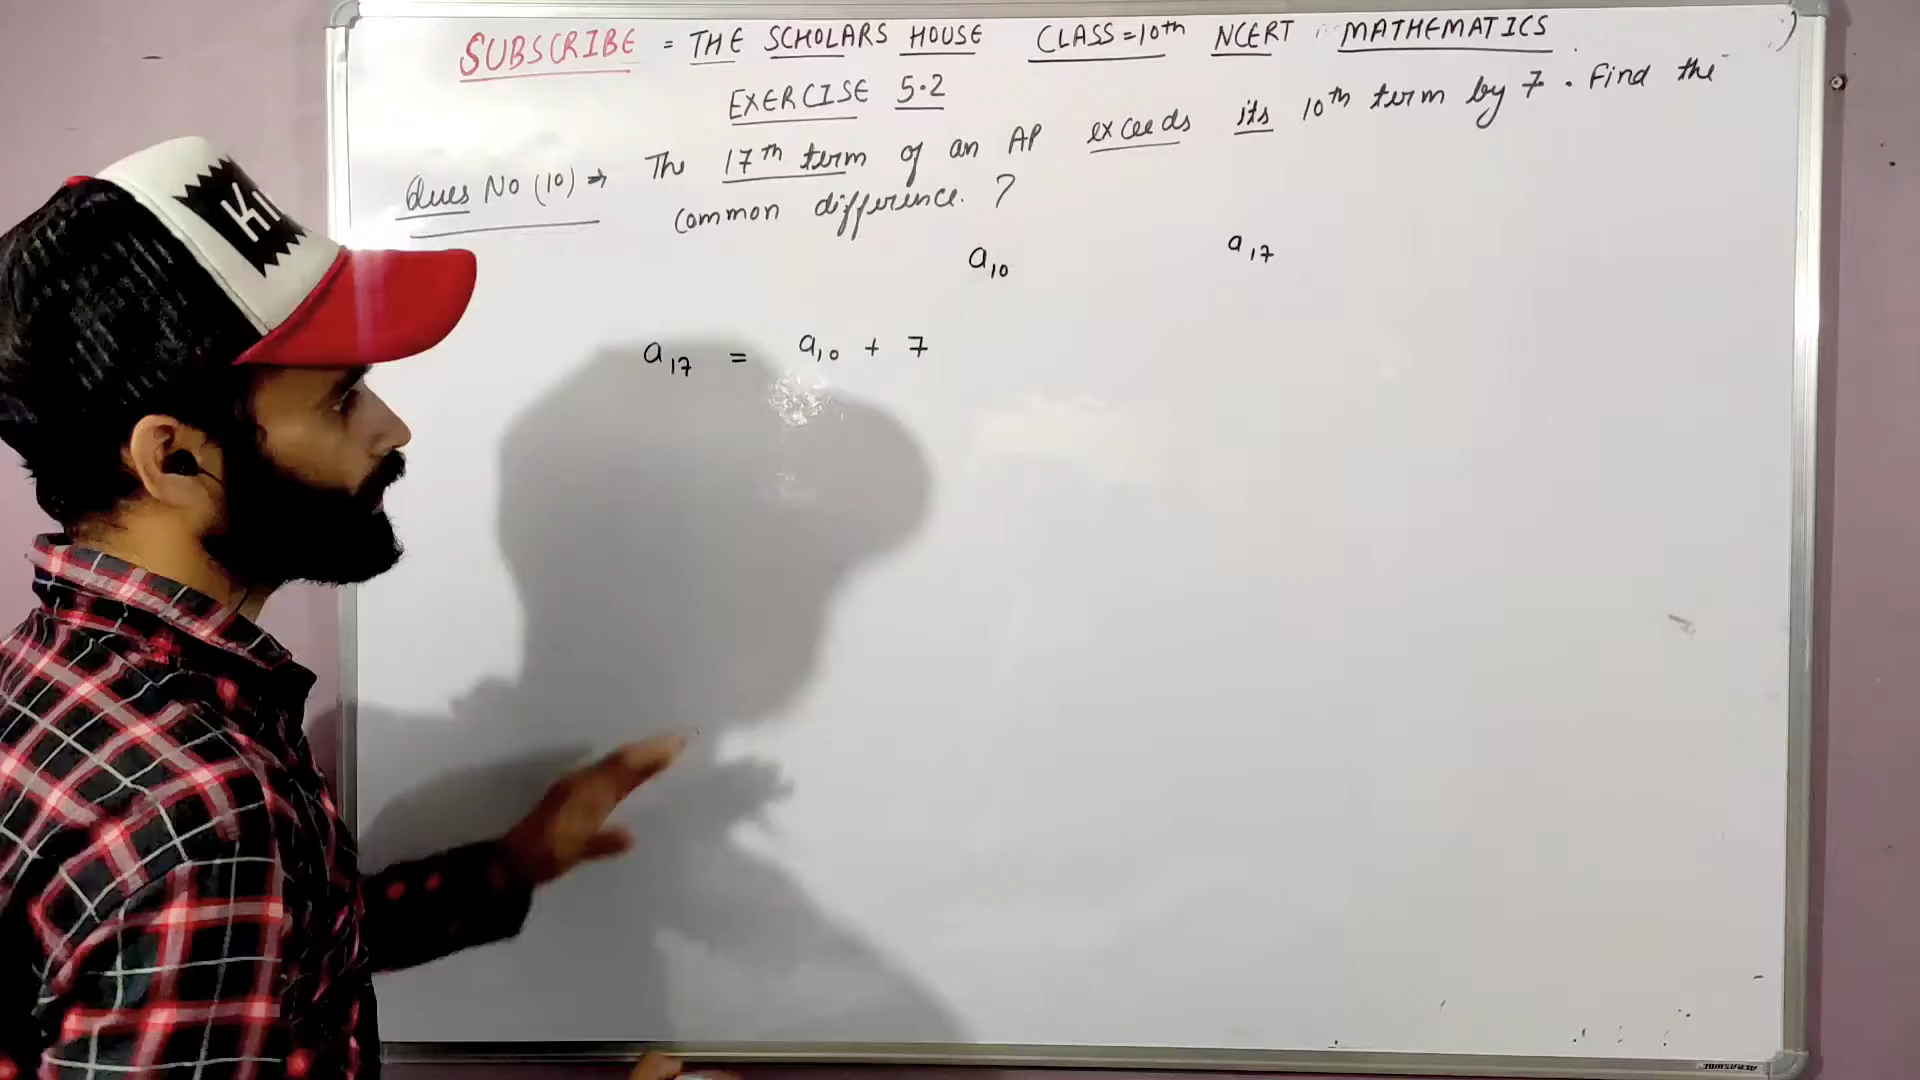 SUBSCRIBE = THE SCHOLARS HOUSE CLASS=10th NCERT MATHEMATICS
EXERCISE 5.2
Ques No (10) ⇒ The 17th term of an AP exceeds its 10th term by 7. Find the
common difference. ?
a10 a17
a17 = a10 + 7